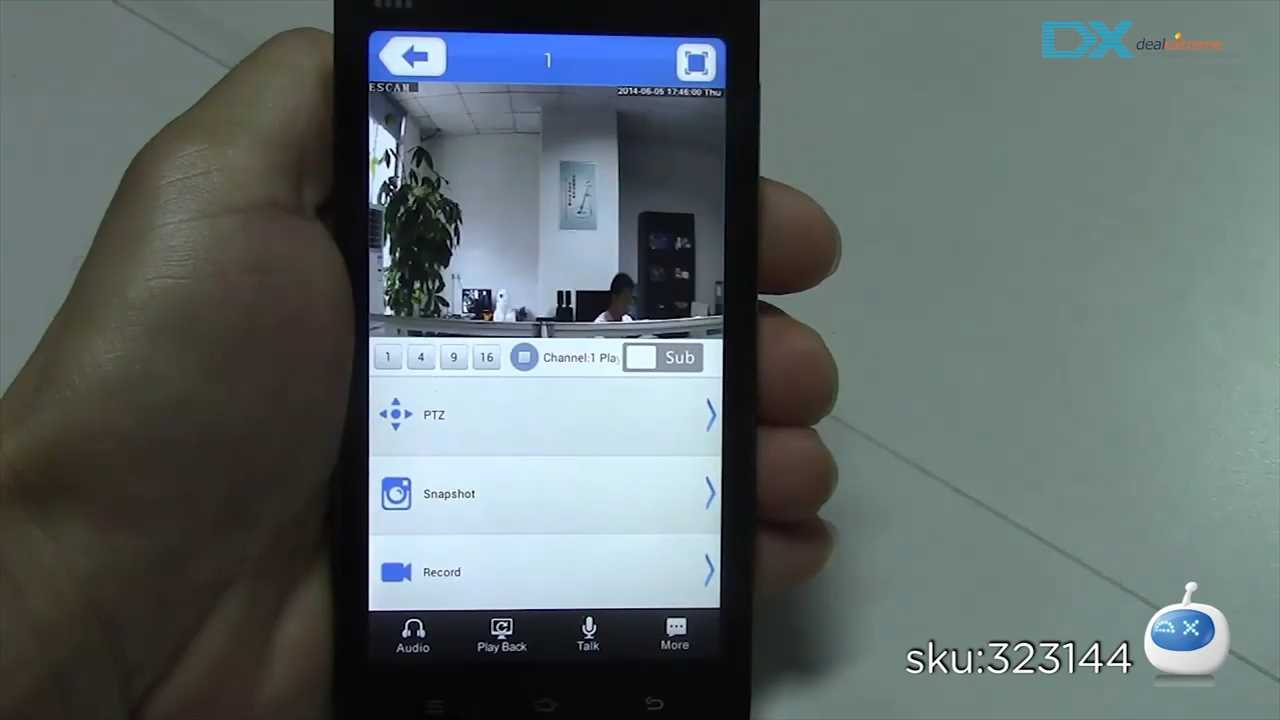 DX dealextreme
1
ESCAM
2014-06-05 17:46:00 Thu
1 4 9 16 Channel:1 Play Sub
PTZ
Snapshot
Record
Audio Play Back Talk More
sku:323144